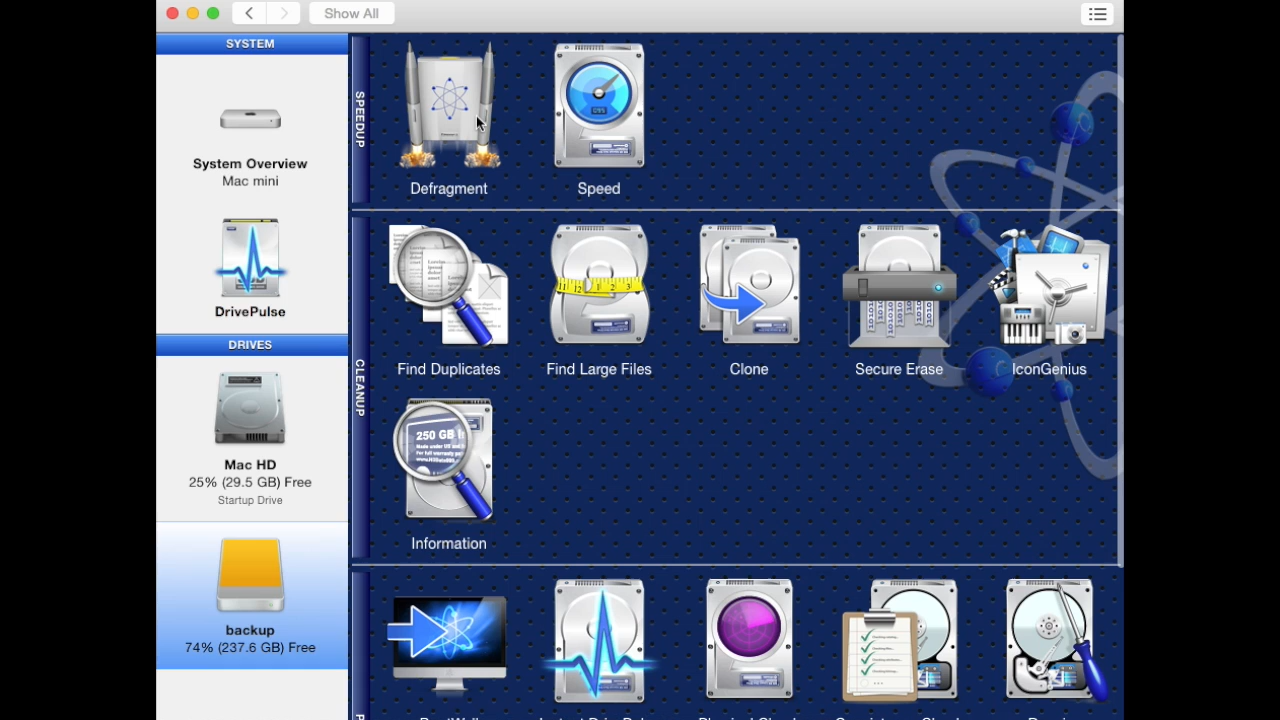 Show All
SYSTEM
System Overview
Mac mini
DrivePulse
DRIVES
Mac HD
25% (29.5 GB) Free
Startup Drive
backup
74% (237.6 GB) Free
SPEEDUP
Defragment
Speed
CLEANUP
Find Duplicates
Find Large Files
Clone
Secure Erase
IconGenius
250 GB
Information